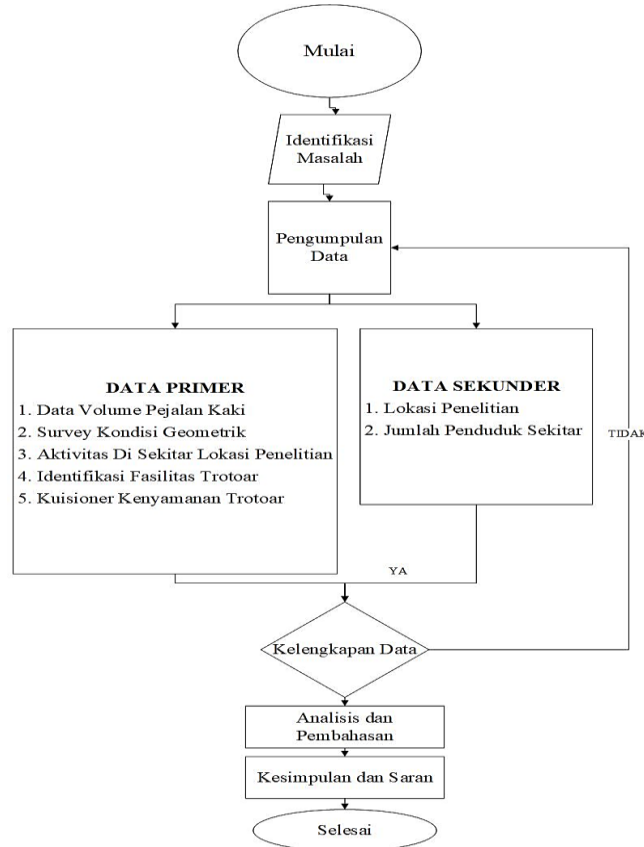 Mulai
Identifikasi
Masalah
Pengumpulan
Data
DATA PRIMER
1. Data Volume Pejalan Kaki
2. Survey Kondisi Geometrik
3. Aktivitas Di Sekitar Lokasi Penelitian
4. Identifikasi Fasilitas Trotoar
5. Kuisioner Kenyamanan Trotoar
DATA SEKUNDER
1. Lokasi Penelitian
2. Jumlah Penduduk Sekitar
TIDAK
YA
Kelengkapan Data
Analisis dan
Pembahasan
Kesimpulan dan Saran
Selesai